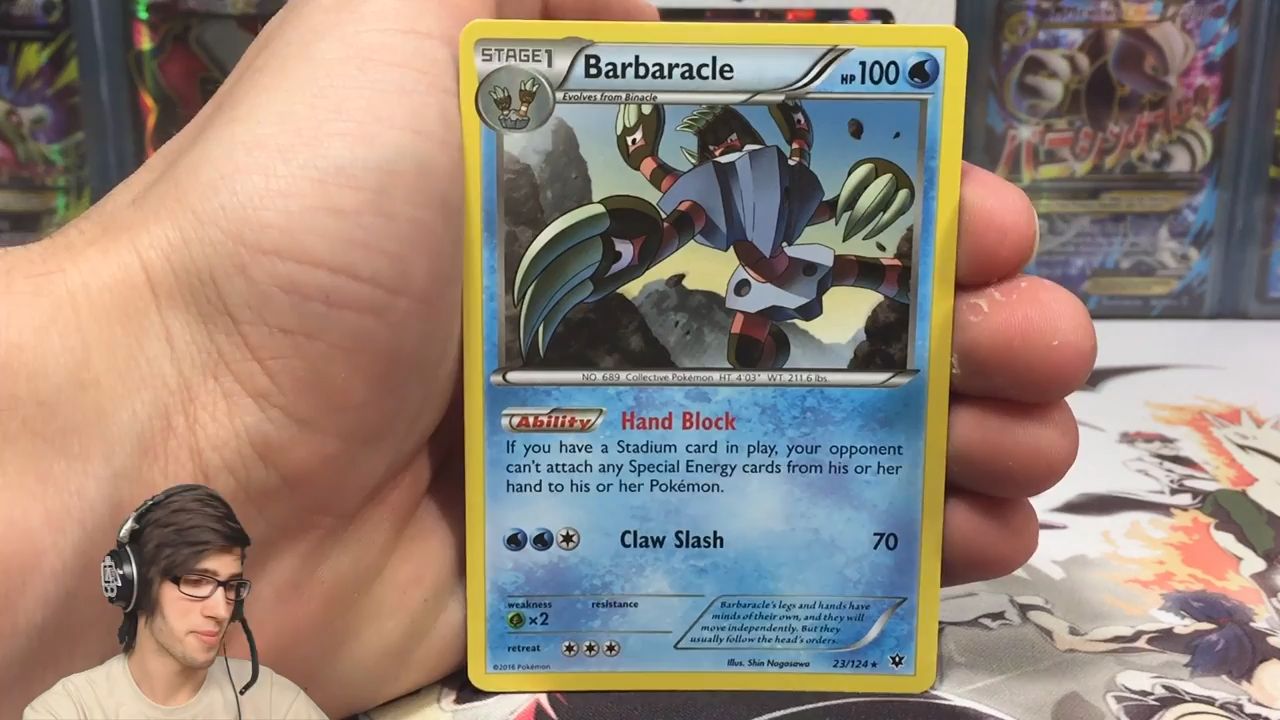 STAGE1
Barbaracle
HP100
Evolves from Binacle
NO. 689 Collective Pokémon HT: 4'03" WT: 211.6 lbs.
Ability Hand Block
If you have a Stadium card in play, your opponent
can't attach any Special Energy cards from his or her
hand to his or her Pokémon.
Claw Slash 70
weakness resistance
×2
retreat
Barbaracle's legs and hands have
minds of their own, and they will
move independently. But they
usually follow the head's orders.
©2016 Pokémon
Illus. Shin Nagasawa
23/124★